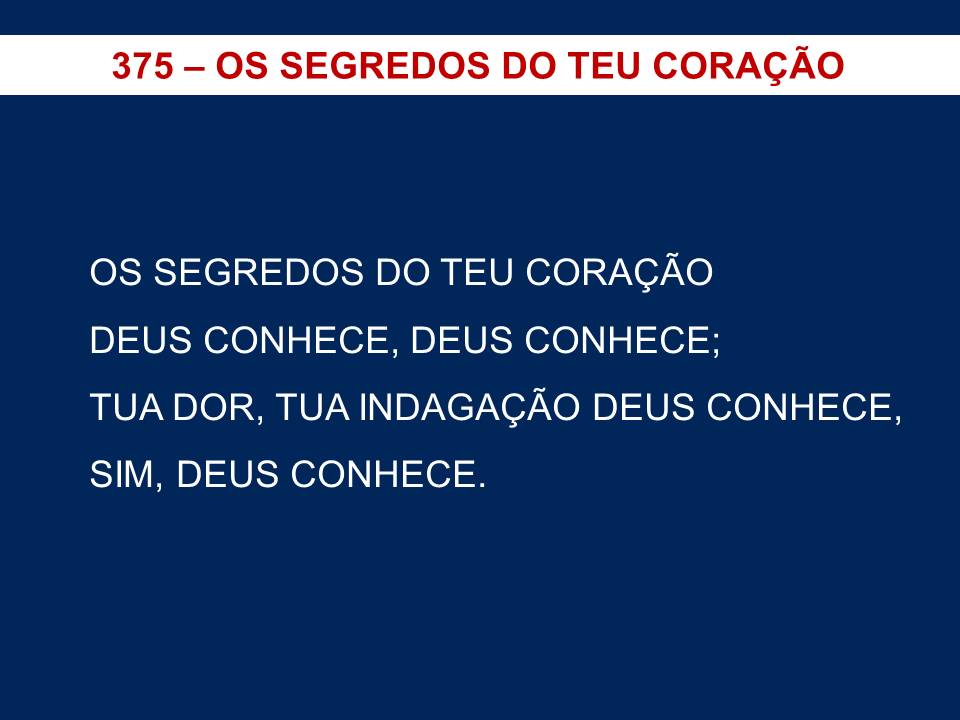 375 – OS SEGREDOS DO TEU CORAÇÃO
OS SEGREDOS DO TEU CORAÇÃO
DEUS CONHECE, DEUS CONHECE;
TUA DOR, TUA INDAGAÇÃO DEUS CONHECE,
SIM, DEUS CONHECE.